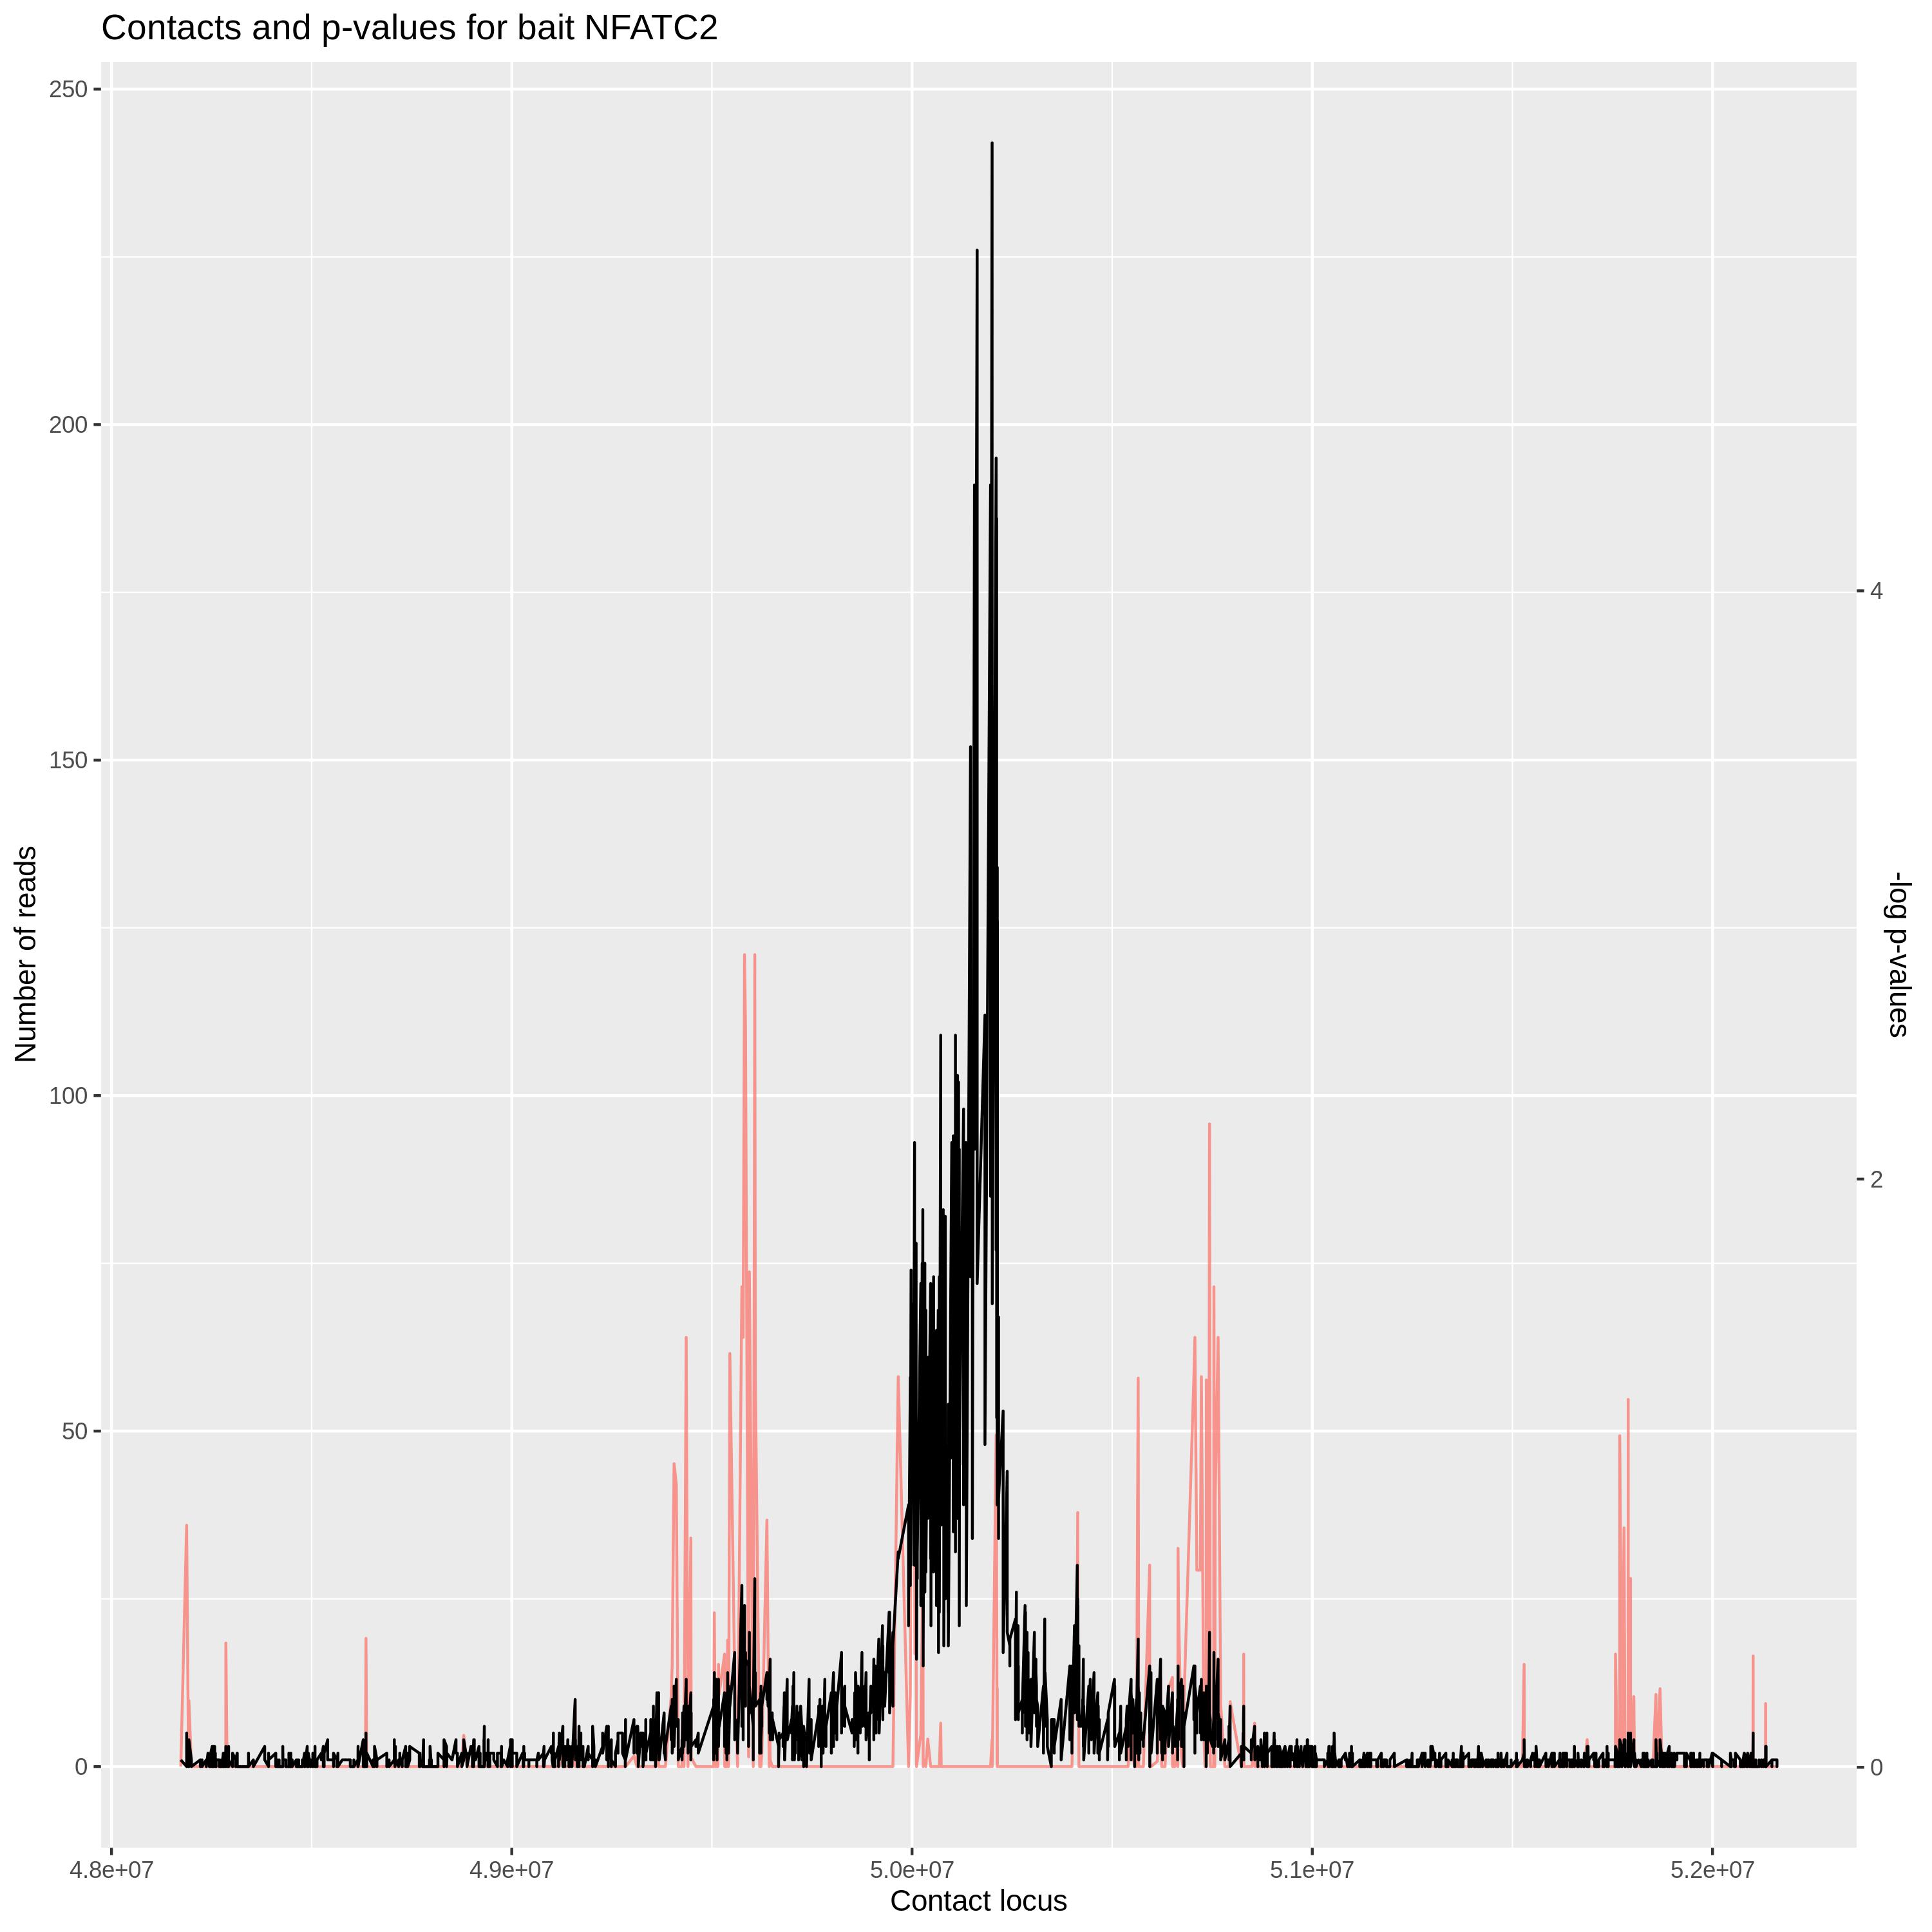 Contacts and p-values for bait NFATC2
250
200
150
100
50
0
Number of reads
4
2
0
-log p-values
4.8e+07
4.9e+07
5.0e+07
5.1e+07
5.2e+07
Contact locus